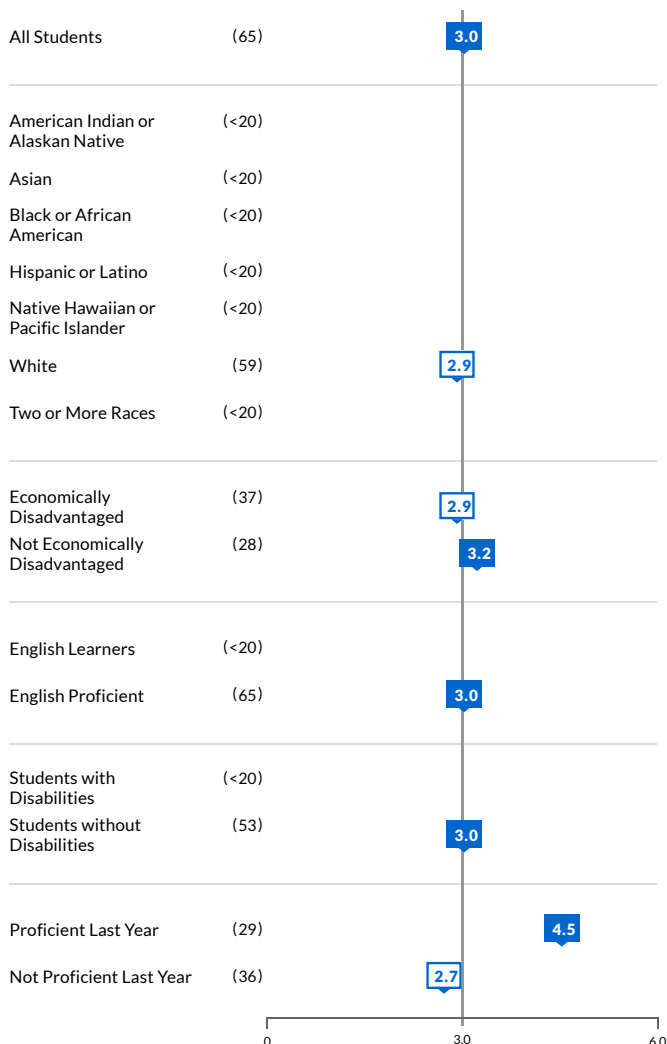 All Students (65) 3.0
American Indian or (<20)
Alaskan Native
Asian (<20)
Black or African (<20)
American
Hispanic or Latino (<20)
Native Hawaiian or (<20)
Pacific Islander
White (59) 2.9
Two or More Races (<20)
Economically (37) 2.9
Disadvantaged
Not Economically (28) 3.2
Disadvantaged
English Learners (<20)
English Proficient (65) 3.0
Students with (<20)
Disabilities
Students without (53) 3.0
Disabilities
Proficient Last Year (29) 4.5
Not Proficient Last Year (36) 2.7
0 3.0 6.0